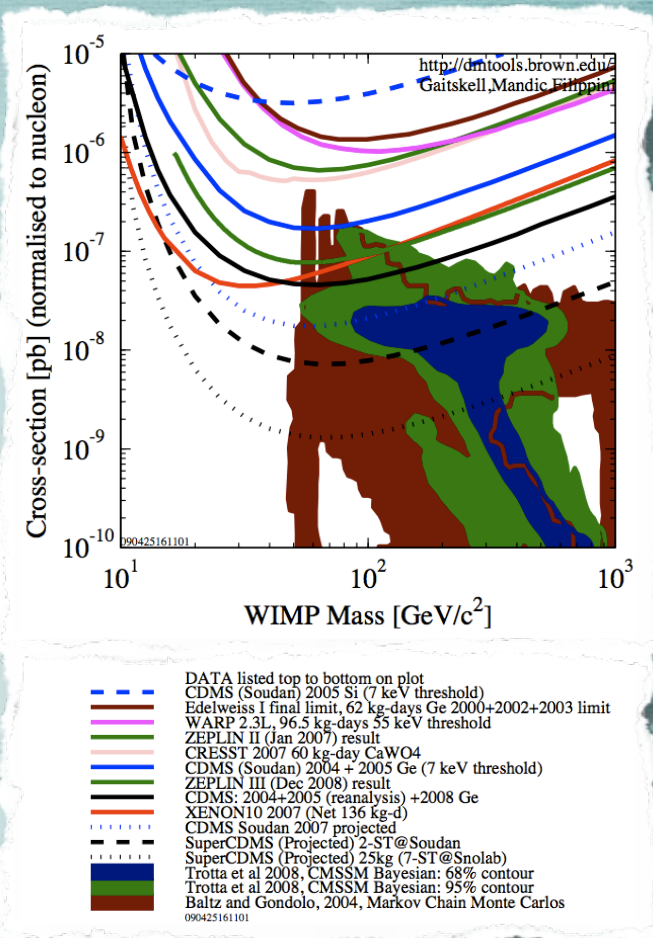 http://dmtools.brown.edu/
Gaitskell,Mandic,Filippini
Cross-section [pb] (normalised to nucleon)
10^-5
10^-6
10^-7
10^-8
10^-9
10^-10
090425161101
10^1
10^2
10^3
WIMP Mass [GeV/c^2]
DATA listed top to bottom on plot
CDMS (Soudan) 2005 Si (7 keV threshold)
Edelweiss I final limit, 62 kg-days Ge 2000+2002+2003 limit
WARP 2.3L, 96.5 kg-days 55 keV threshold
ZEPLIN II (Jan 2007) result
CRESST 2007 60 kg-day CaWO4
CDMS (Soudan) 2004 + 2005 Ge (7 keV threshold)
ZEPLIN III (Dec 2008) result
CDMS: 2004+2005 (reanalysis) +2008 Ge
XENON10 2007 (Net 136 kg-d)
CDMS Soudan 2007 projected
SuperCDMS (Projected) 2-ST@Soudan
SuperCDMS (Projected) 25kg (7-ST@Snolab)
Trotta et al 2008, CMSSM Bayesian: 68% contour
Trotta et al 2008, CMSSM Bayesian: 95% contour
Baltz and Gondolo, 2004, Markov Chain Monte Carlos
090425161101